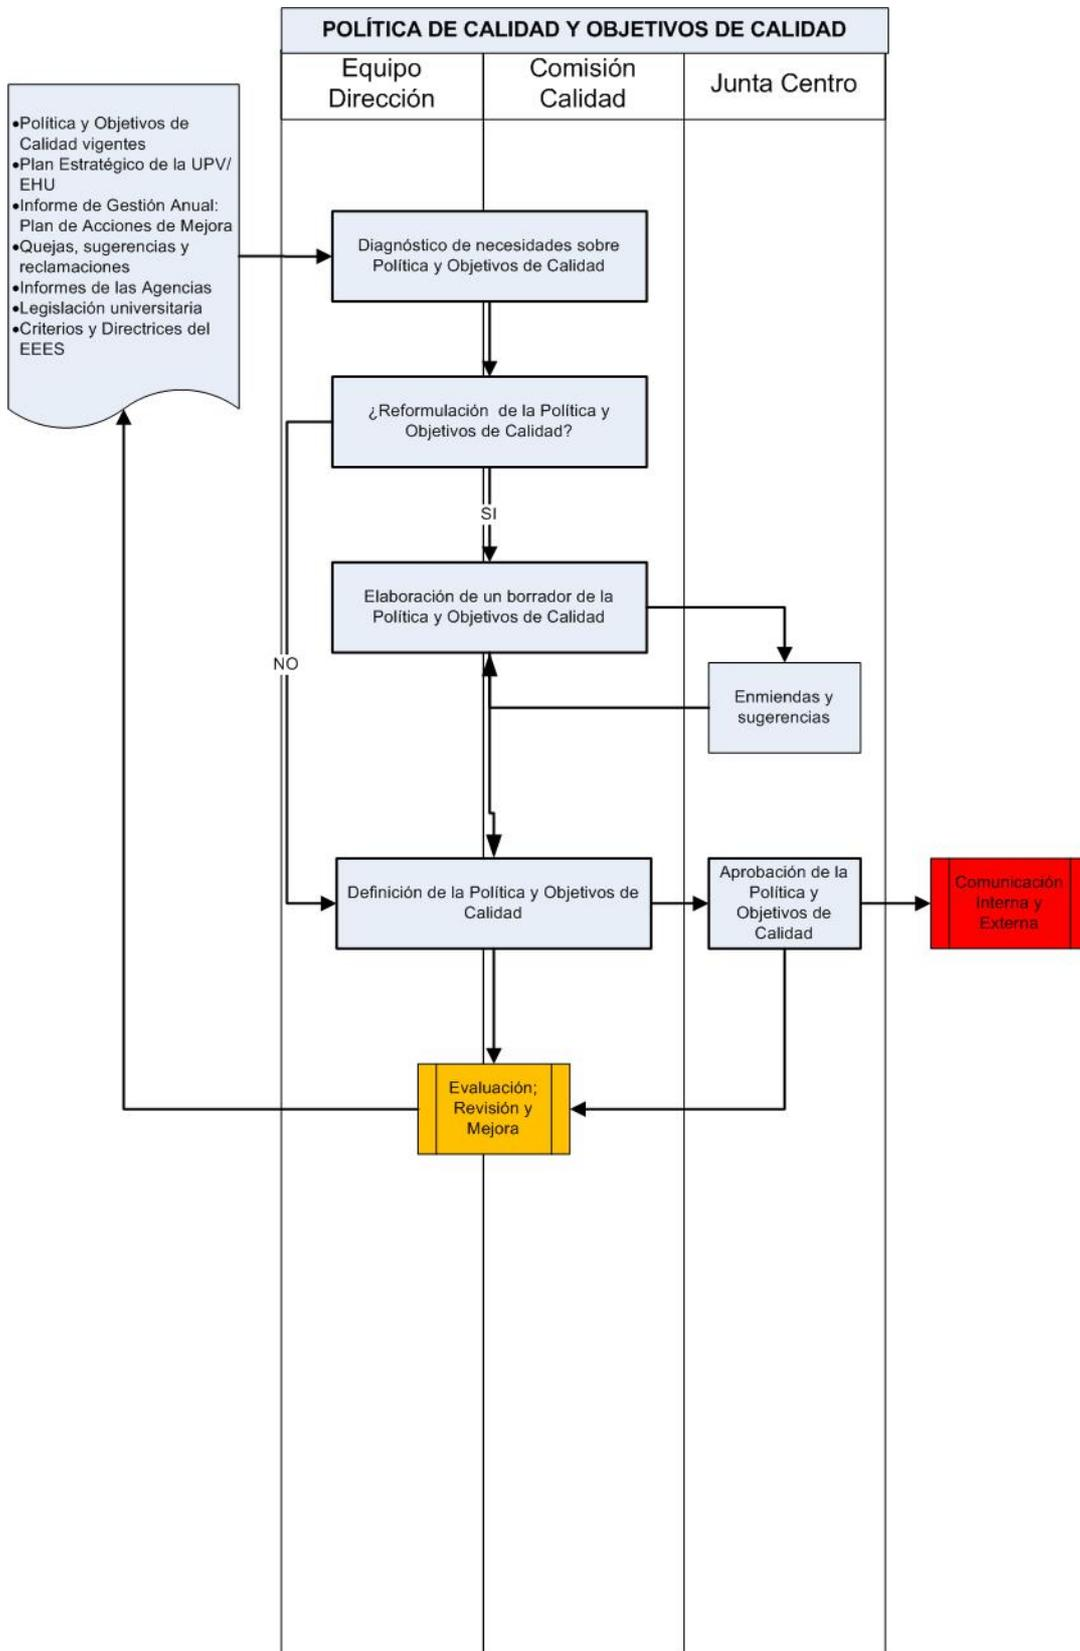 POLÍTICA DE CALIDAD Y OBJETIVOS DE CALIDAD
Equipo
Dirección
Comisión
Calidad
Junta Centro
•Política y Objetivos de
Calidad vigentes
•Plan Estratégico de la UPV/
EHU
•Informe de Gestión Anual:
Plan de Acciones de Mejora
•Quejas, sugerencias y
reclamaciones
•Informes de las Agencias
•Legislación universitaria
•Criterios y Directrices del
EEES
Diagnóstico de necesidades sobre
Política y Objetivos de Calidad
¿Reformulación de la Política y
Objetivos de Calidad?
SI
Elaboración de un borrador de la
Política y Objetivos de Calidad
NO
Enmiendas y
sugerencias
Definición de la Política y Objetivos de
Calidad
Aprobación de la
Política y
Objetivos de
Calidad
Comunicación
Interna y
Externa
Evaluación;
Revisión y
Mejora